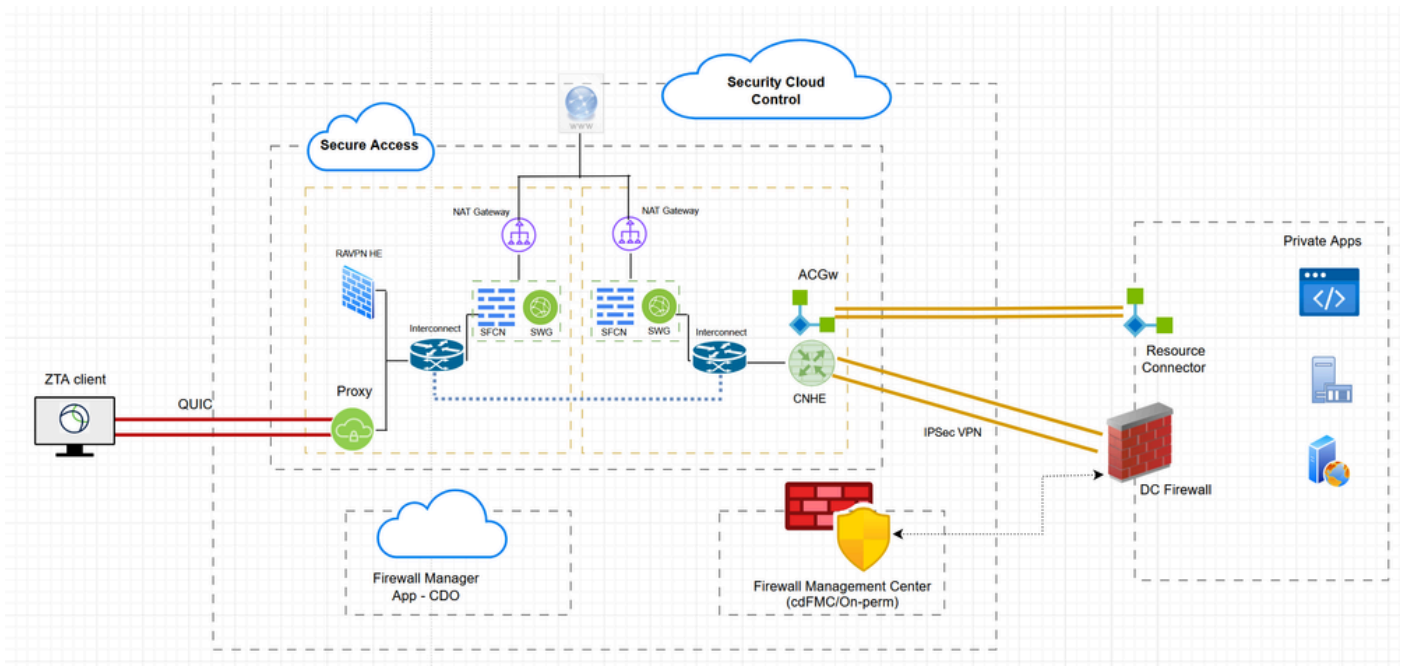 Security Cloud
Control
WWW
Secure Access
NAT Gateway
NAT Gateway
RAVPN HE
Private Apps
ACGw
SFCN
SWG
SFCN
SWG
Interconnect
Interconnect
Resource
Connector
ZTA client
QUIC
Proxy
CNHE
IPSec VPN
DC Firewall
Firewall Manager
App - CDO
Firewall Management Center
(cdFMC/On-perm)